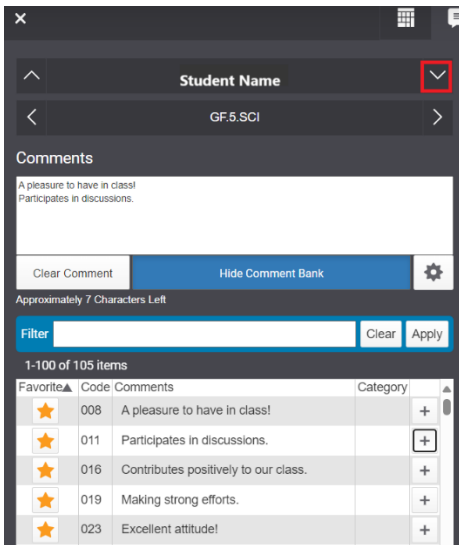 Student Name
GF.5.SCI
Comments
A pleasure to have in class!
Participates in discussions.
Clear Comment Hide Comment Bank
Approximately 7 Characters Left
Filter Clear Apply
1-100 of 105 items
Favorite▲ Code Comments Category
008 A pleasure to have in class! +
011 Participates in discussions. +
016 Contributes positively to our class. +
019 Making strong efforts. +
023 Excellent attitude! +